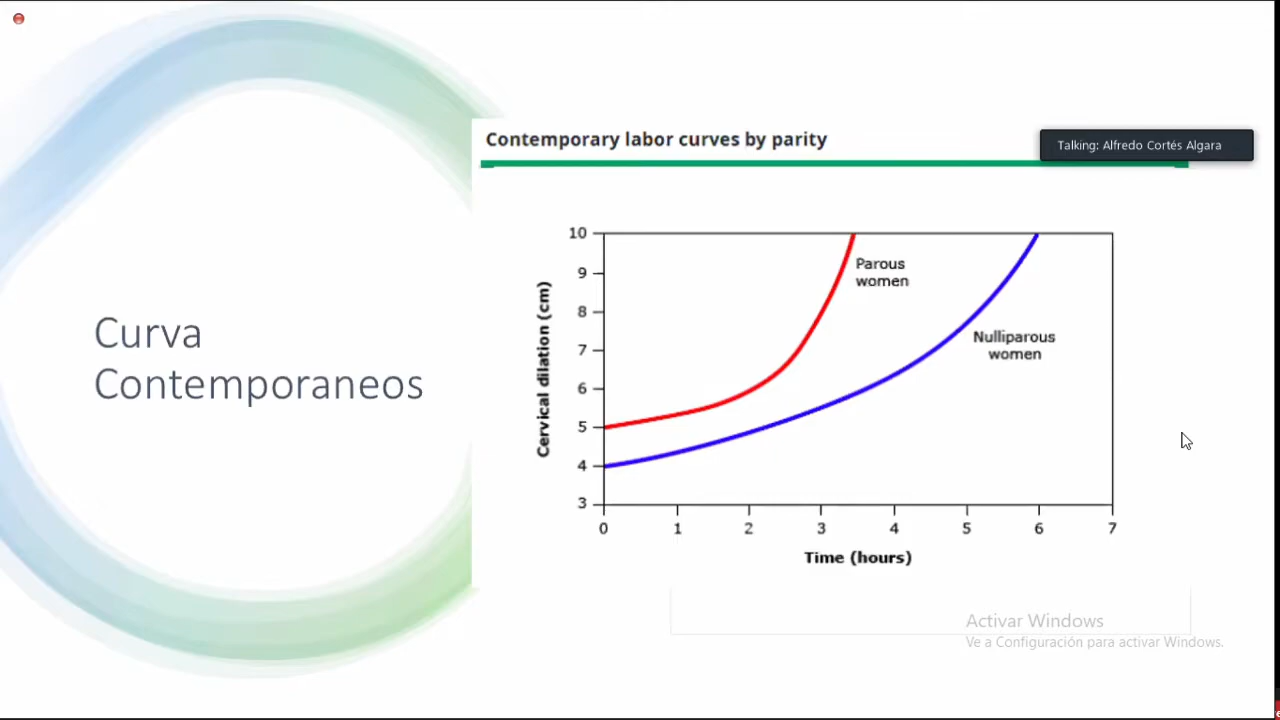 Contemporary labor curves by parity
Talking: Alfredo Cortés Algara
Curva
Contemporaneos
Cervical dilation (cm)
10
9
8
7
6
5
4
3
Parous
women
Nulliparous
women
0 1 2 3 4 5 6 7
Time (hours)
Activar Windows
Ve a Configuración para activar Windows.